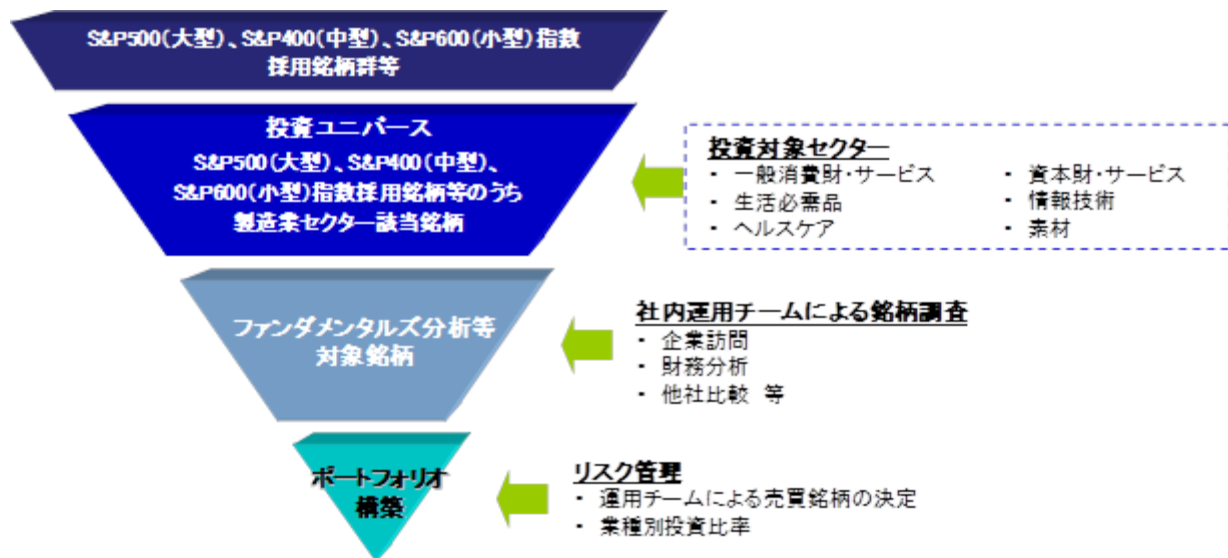 S&P500(大型)、S&P400(中型)、S&P600(小型)指数
採用銘柄群等
投資ユニバース
S&P500(大型)、S&P400(中型)、
S&P600(小型)指数採用銘柄等のうち
製造業セクター該当銘柄
投資対象セクター
・ 一般消費財・サービス
・ 生活必需品
・ ヘルスケア
・ 資本財・サービス
・ 情報技術
・ 素材
ファンダメンタルズ分析等
対象銘柄
社内運用チームによる銘柄調査
・ 企業訪問
・ 財務分析
・ 他社比較 等
ポートフォリオ
構築
リスク管理
・ 運用チームによる売買銘柄の決定
・ 業種別投資比率